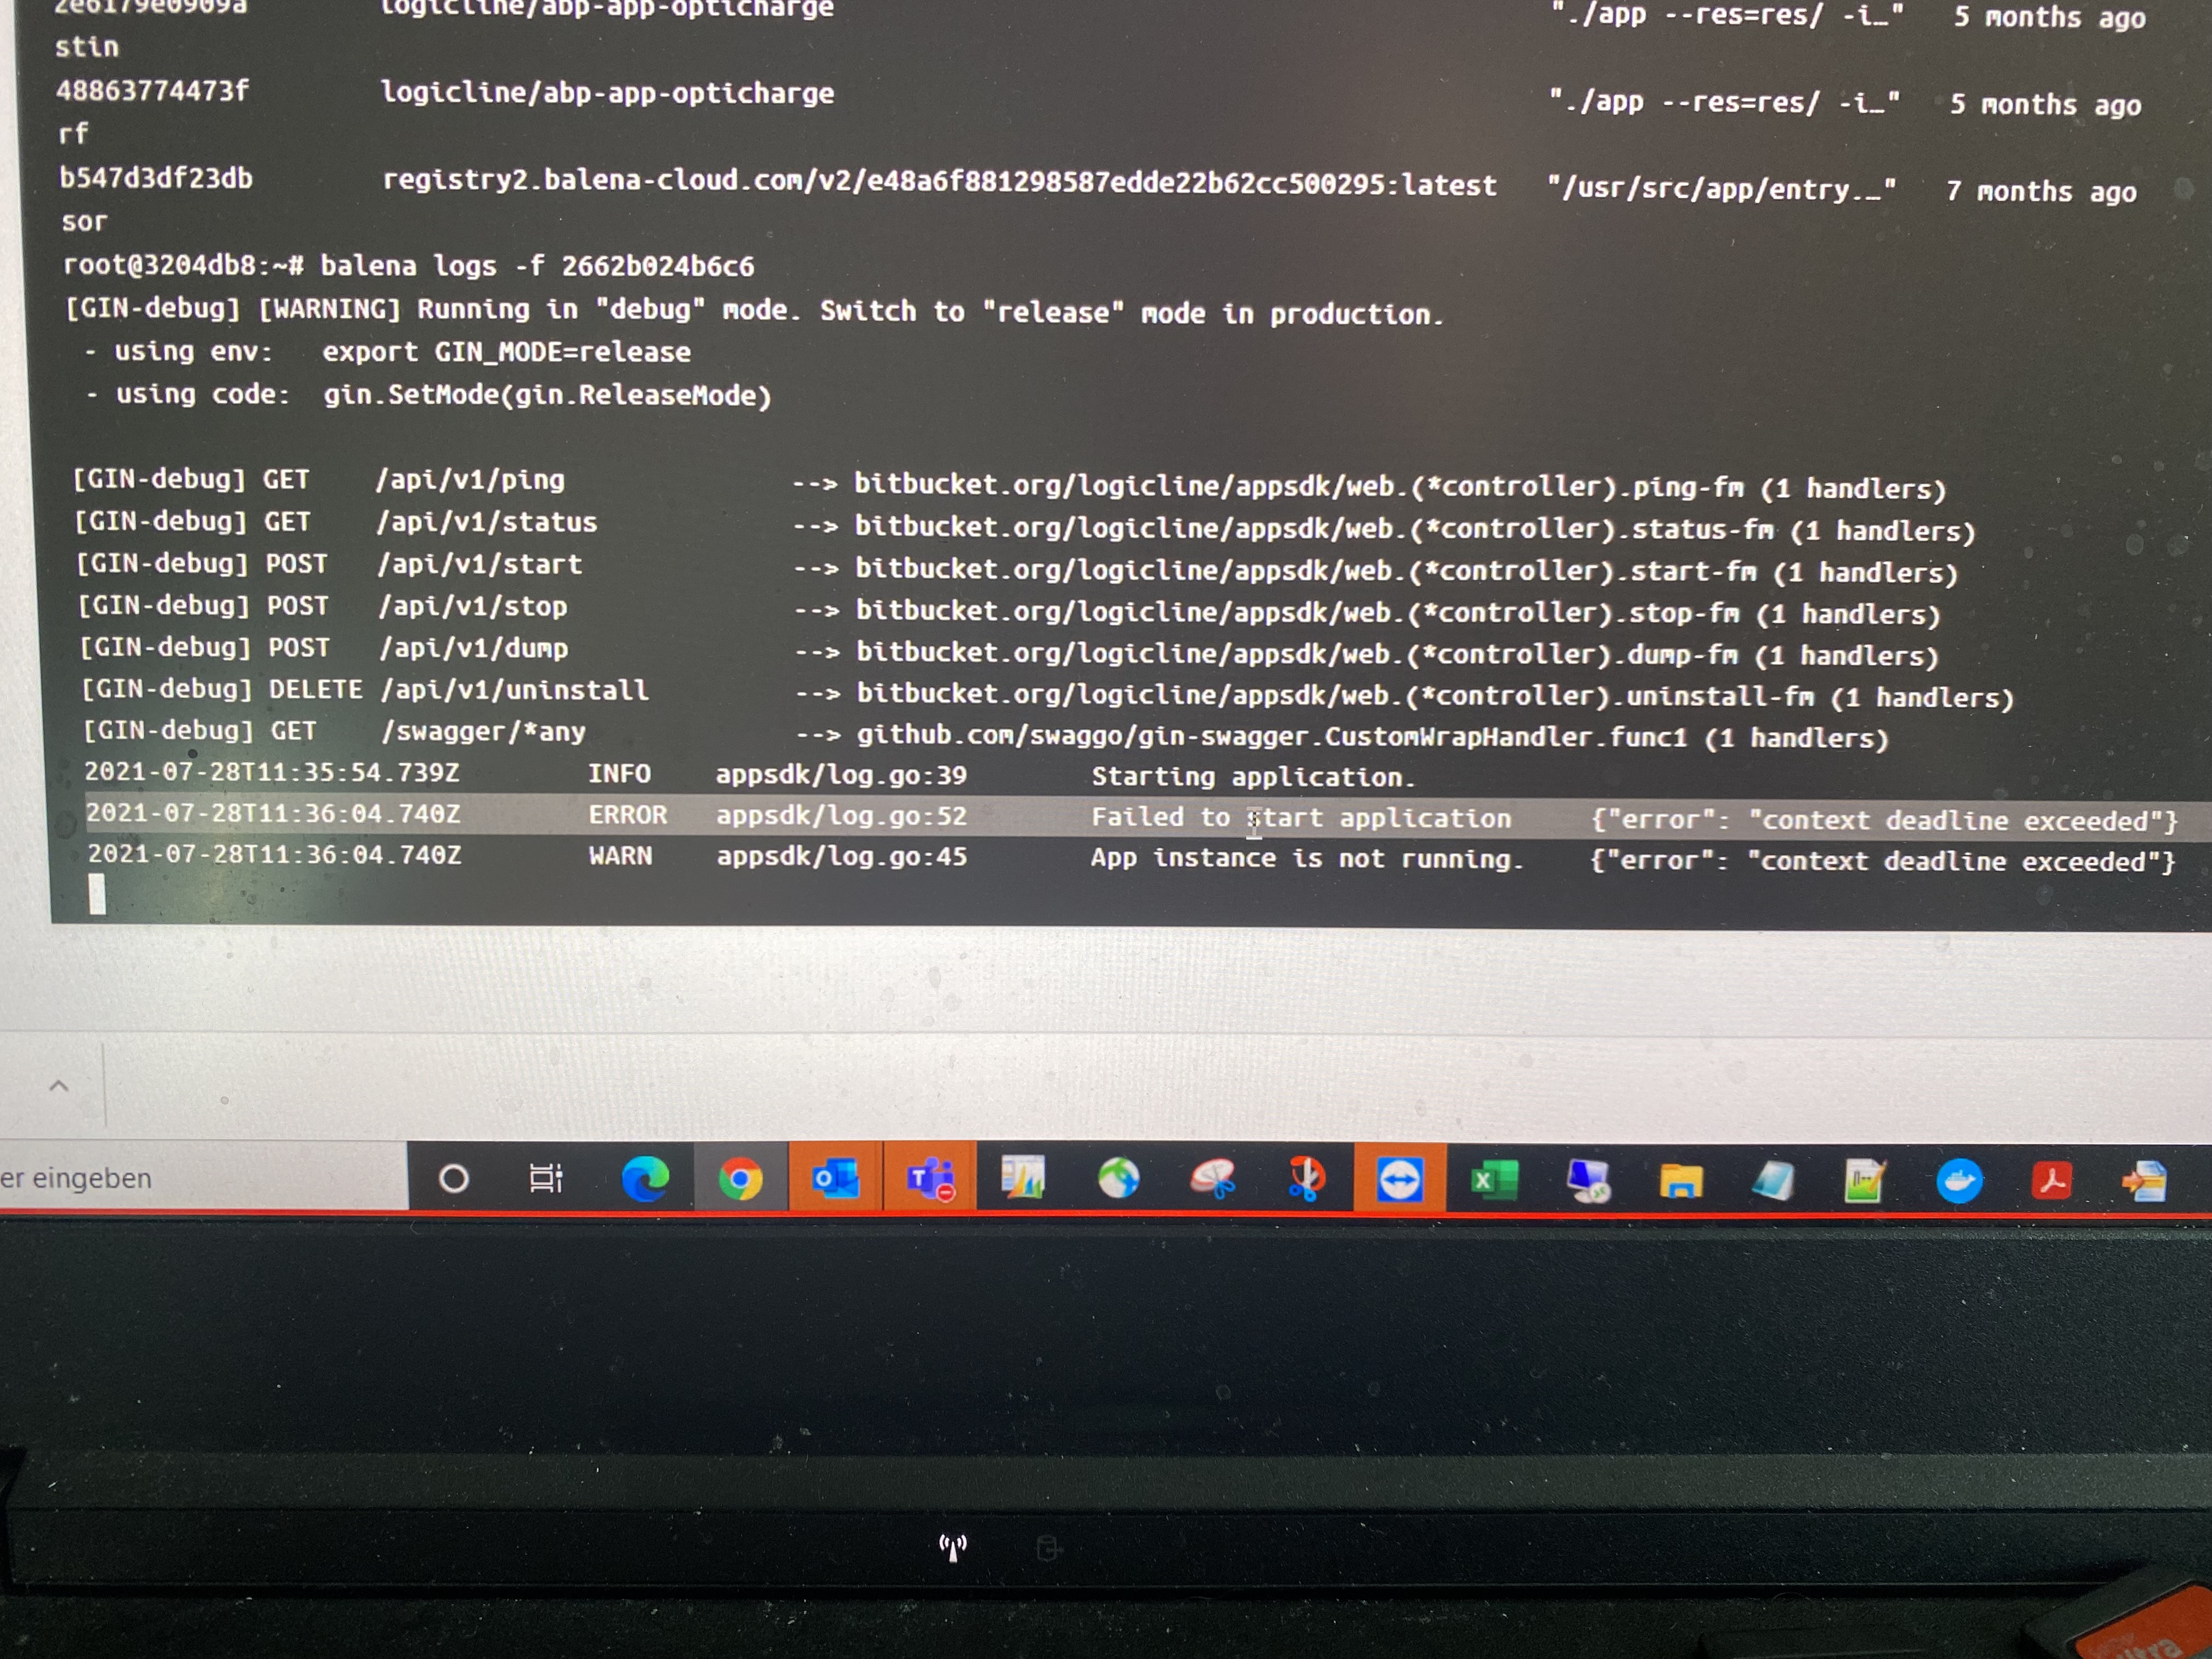 2e6179e0909a logicline/abp-app-opticharge "./app --res=res/ -i…" 5 months ago
stin
48863774473f logicline/abp-app-opticharge "./app --res=res/ -i…" 5 months ago
rf
b547d3df23db registry2.balena-cloud.com/v2/e48a6f881298587edde22b62cc500295:latest "/usr/src/app/entry.…" 7 months ago
sor
root@3204db8:~# balena logs -f 2662b024b6c6
[GIN-debug] [WARNING] Running in "debug" mode. Switch to "release" mode in production.
- using env: export GIN_MODE=release
- using code: gin.SetMode(gin.ReleaseMode)
[GIN-debug] GET /api/v1/ping --> bitbucket.org/logicline/appsdk/web.(*controller).ping-fm (1 handlers)
[GIN-debug] GET /api/v1/status --> bitbucket.org/logicline/appsdk/web.(*controller).status-fm (1 handlers)
[GIN-debug] POST /api/v1/start --> bitbucket.org/logicline/appsdk/web.(*controller).start-fm (1 handlers)
[GIN-debug] POST /api/v1/stop --> bitbucket.org/logicline/appsdk/web.(*controller).stop-fm (1 handlers)
[GIN-debug] POST /api/v1/dump --> bitbucket.org/logicline/appsdk/web.(*controller).dump-fm (1 handlers)
[GIN-debug] DELETE /api/v1/uninstall --> bitbucket.org/logicline/appsdk/web.(*controller).uninstall-fm (1 handlers)
[GIN-debug] GET /swagger/*any --> github.com/swaggo/gin-swagger.CustomWrapHandler.func1 (1 handlers)
2021-07-28T11:35:54.739Z INFO appsdk/log.go:39 Starting application.
2021-07-28T11:36:04.740Z ERROR appsdk/log.go:52 Failed to start application {"error": "context deadline exceeded"}
2021-07-28T11:36:04.740Z WARN appsdk/log.go:45 App instance is not running. {"error": "context deadline exceeded"}
er eingeben